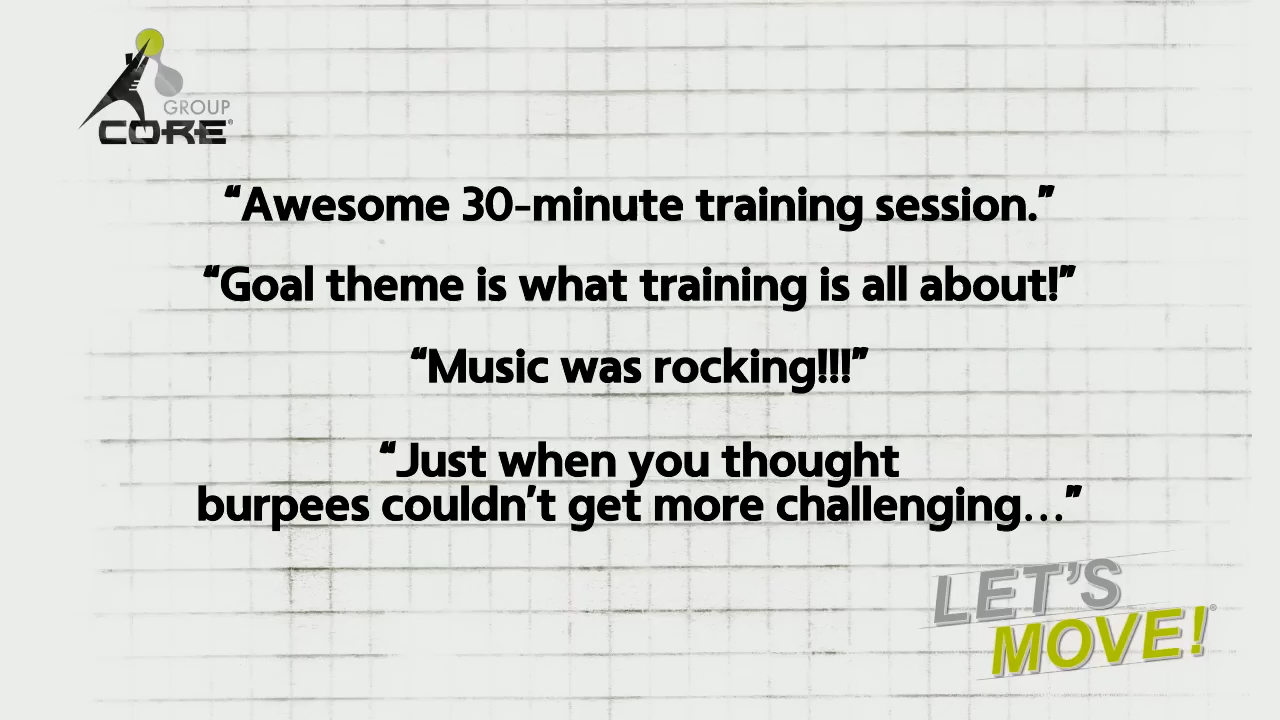 GROUP
CORE®
“Awesome 30-minute training session.”
“Goal theme is what training is all about!”
“Music was rocking!!!”
“Just when you thought
burpees couldn’t get more challenging…”
LET’S
MOVE!®